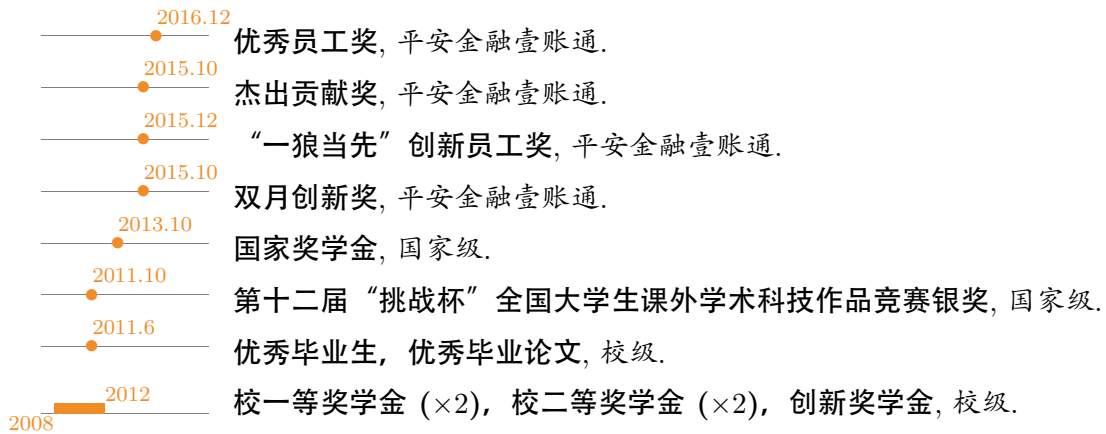 2016.12 优秀员工奖, 平安金融壹账通.
2015.10 杰出贡献奖, 平安金融壹账通.
2015.12 “一狼当先”创新员工奖, 平安金融壹账通.
2015.10 双月创新奖, 平安金融壹账通.
2013.10 国家奖学金, 国家级.
2011.10 第十二届“挑战杯”全国大学生课外学术科技作品竞赛银奖, 国家级.
2011.6 优秀毕业生，优秀毕业论文, 校级.
2008 2012 校一等奖学金 (×2)，校二等奖学金 (×2)，创新奖学金, 校级.